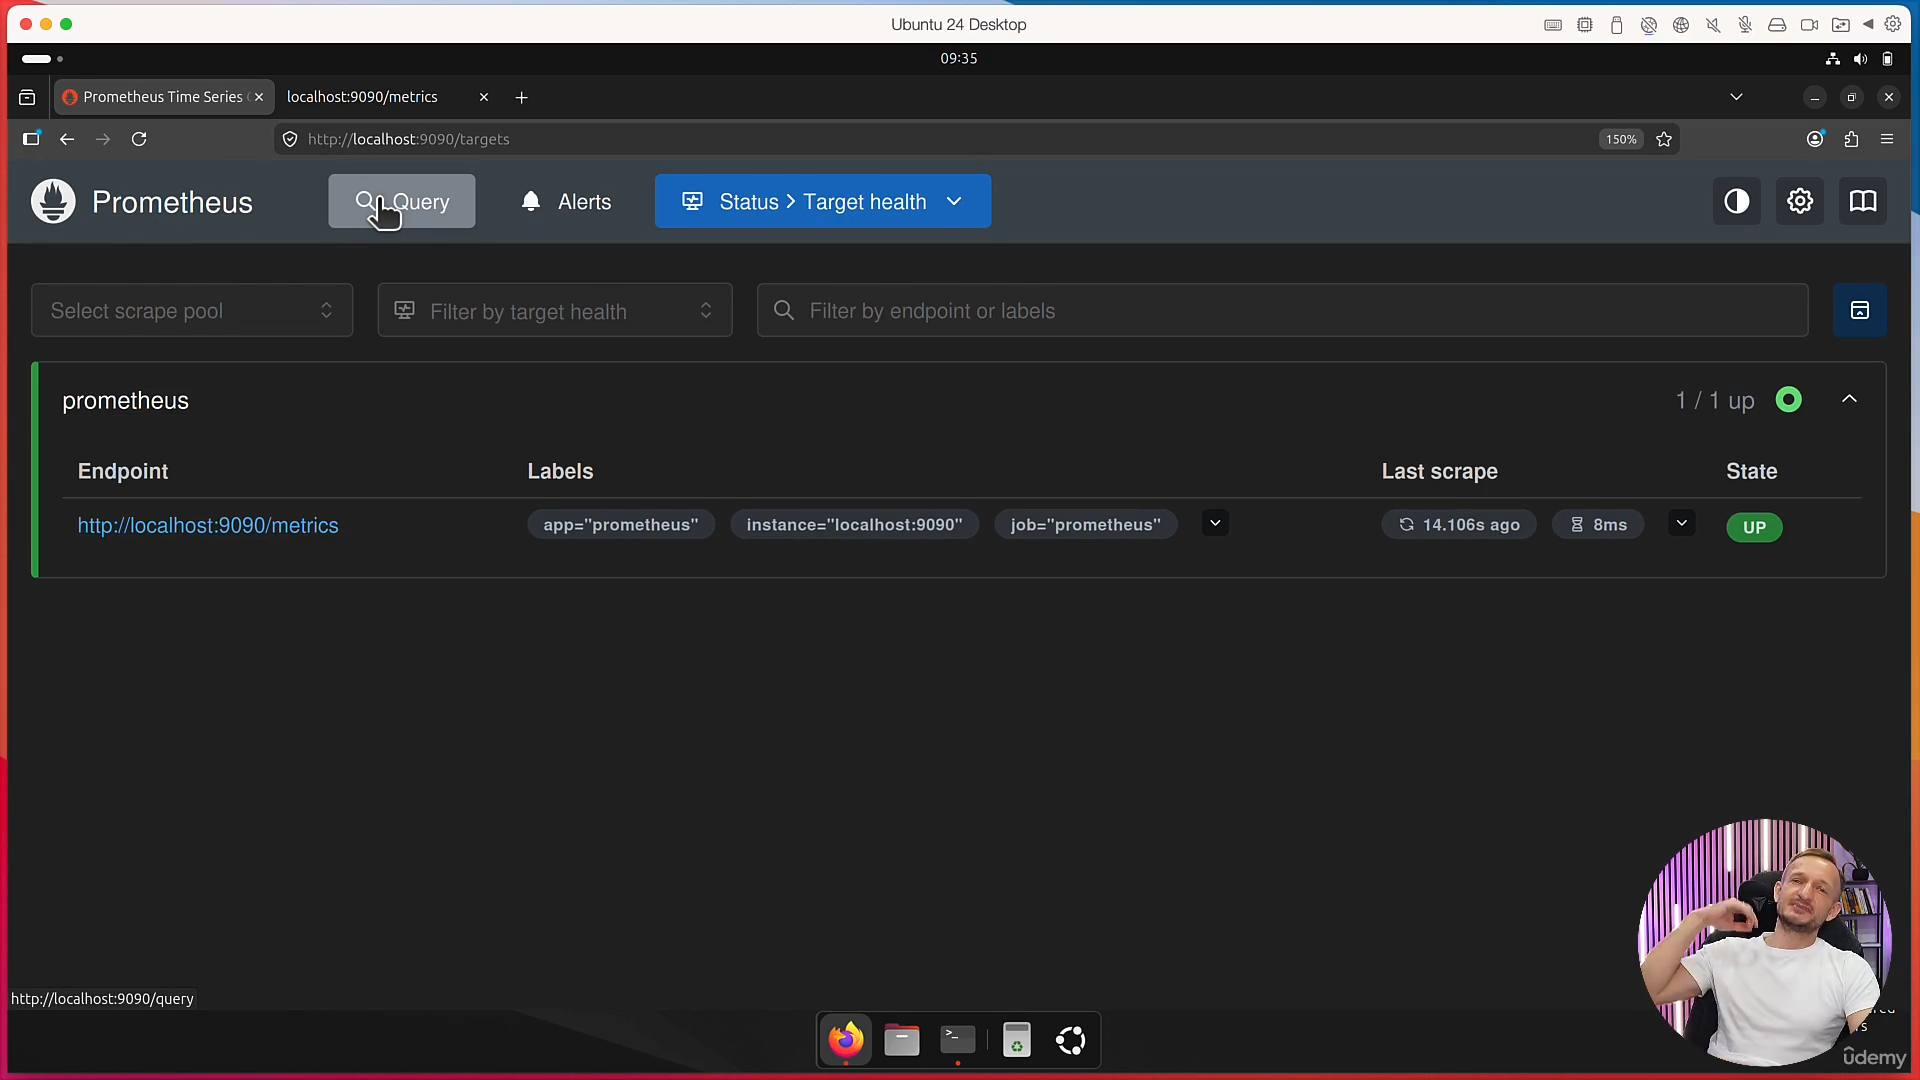 Ubuntu 24 Desktop
09:35
Prometheus Time Series
localhost:9090/metrics
http://localhost:9090/targets
150%
Prometheus
Query
Alerts
Status > Target health
Select scrape pool
Filter by target health
Filter by endpoint or labels
prometheus
1 / 1 up
Endpoint
Labels
Last scrape
State
http://localhost:9090/metrics
app="prometheus"
instance="localhost:9090"
job="prometheus"
14.106s ago
8ms
UP
http://localhost:9090/query
udemy